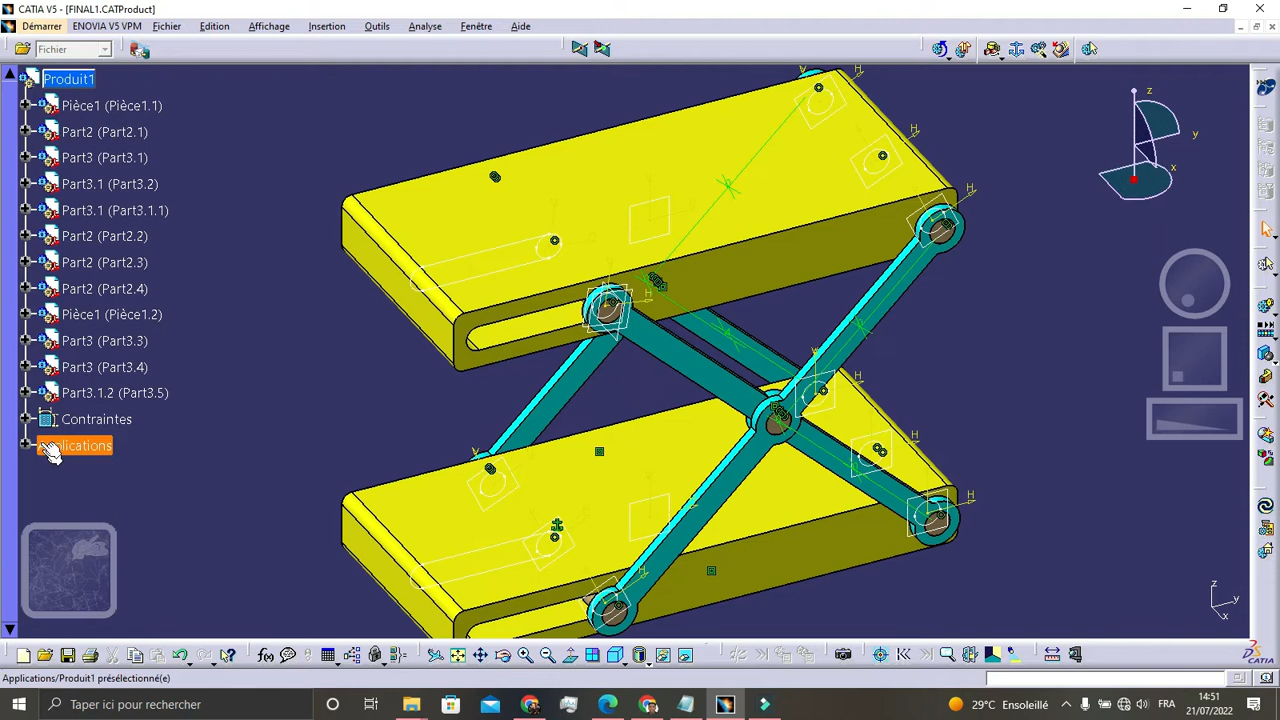 CATIA V5 - [FINAL1.CATProduct]
Démarrer ENOVIA V5 VPM Fichier Edition Affichage Insertion Outils Analyse Fenêtre Aide
Fichier
Produit1
Pièce1 (Pièce1.1)
Part2 (Part2.1)
Part3 (Part3.1)
Part3.1 (Part3.2)
Part3.1 (Part3.1.1)
Part2 (Part2.2)
Part2 (Part2.3)
Part2 (Part2.4)
Pièce1 (Pièce1.2)
Part3 (Part3.3)
Part3 (Part3.4)
Part3.1.2 (Part3.5)
Contraintes
plications
z
y
x
V H
H
H
H
H
V
H
H
V
H
H
z
y
x
f(x)
CATIA
Applications/Produit1 présélectionné(e)
Taper ici pour rechercher
29°C Ensoleillé
FRA
14:51
21/07/2022